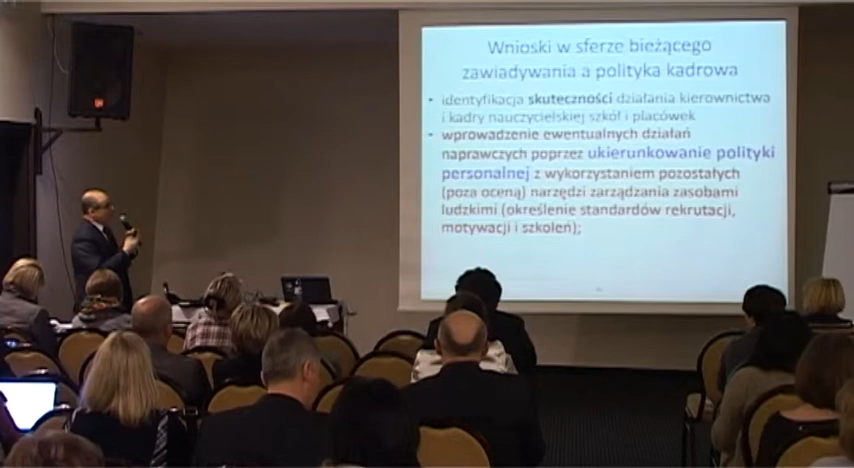 Wnioski w sferze bieżącego
zawiadywania a polityka kadrowa
• identyfikacja skuteczności działania kierownictwa
i kadry nauczycielskiej szkół i placówek
• wprowadzenie ewentualnych działań
naprawczych poprzez ukierunkowanie polityki
personalnej z wykorzystaniem pozostałych
(poza oceną) narzędzi zarządzania zasobami
ludzkimi (określenie standardów rekrutacji,
motywacji i szkoleń);